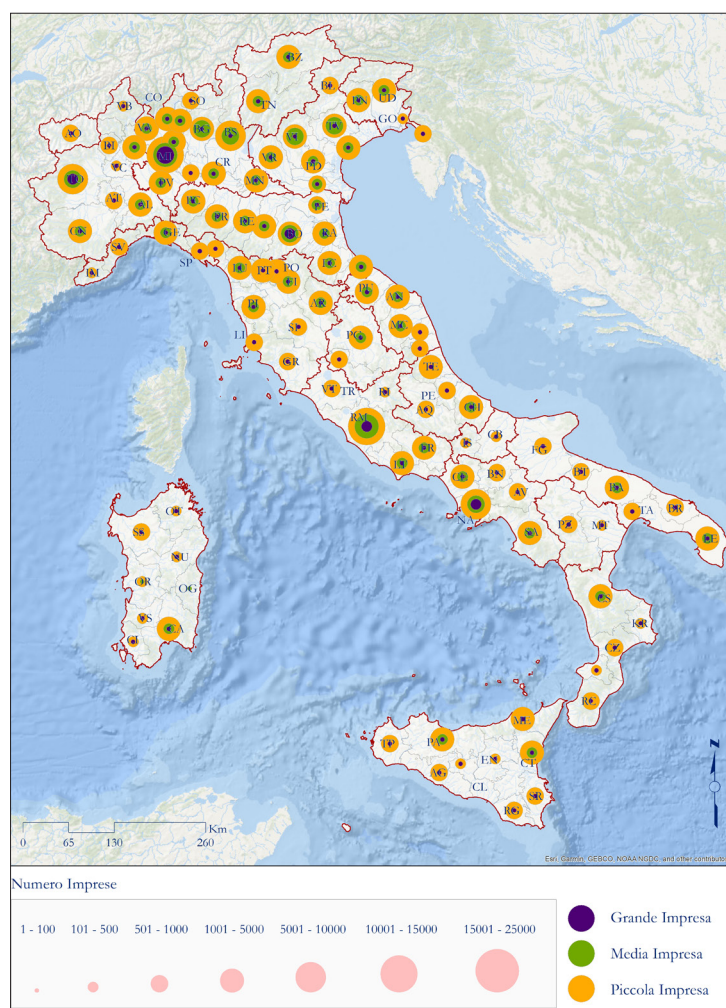 BZ
CO
SO
BL
UD
VB
TN
PN
GO
AO
VA
BG
BS
VI
TV
BI
MI
CR
VR
PD
TO
VC
PV
MN
AT
AL
PC
PR
RE
FE
CN
GE
BO
RA
SV
SP
IM
LU
PT
PO
FC
FI
PU
AN
PI
AR
MC
SI
PG
LI
GR
TE
VT
TR
RI
PE
AQ
CH
RM
FR
IS
CB
FG
LT
CE
BN
BT
AV
BA
NA
TA
BR
SA
PZ
MT
LE
OT
SS
NU
OR
OG
CS
VS
CA
KR
CI
CZ
RC
ME
TP
PA
EN
CT
AG
CL
SR
RG
N
Km
0 65 130 260
Esri, Garmin, GEBCO, NOAA NGDC, and other contributo
Numero Imprese
1 - 100 101 - 500 501 - 1000 1001 - 5000 5001 - 10000 10001 - 15000 15001 - 25000
Grande Impresa
Media Impresa
Piccola Impresa